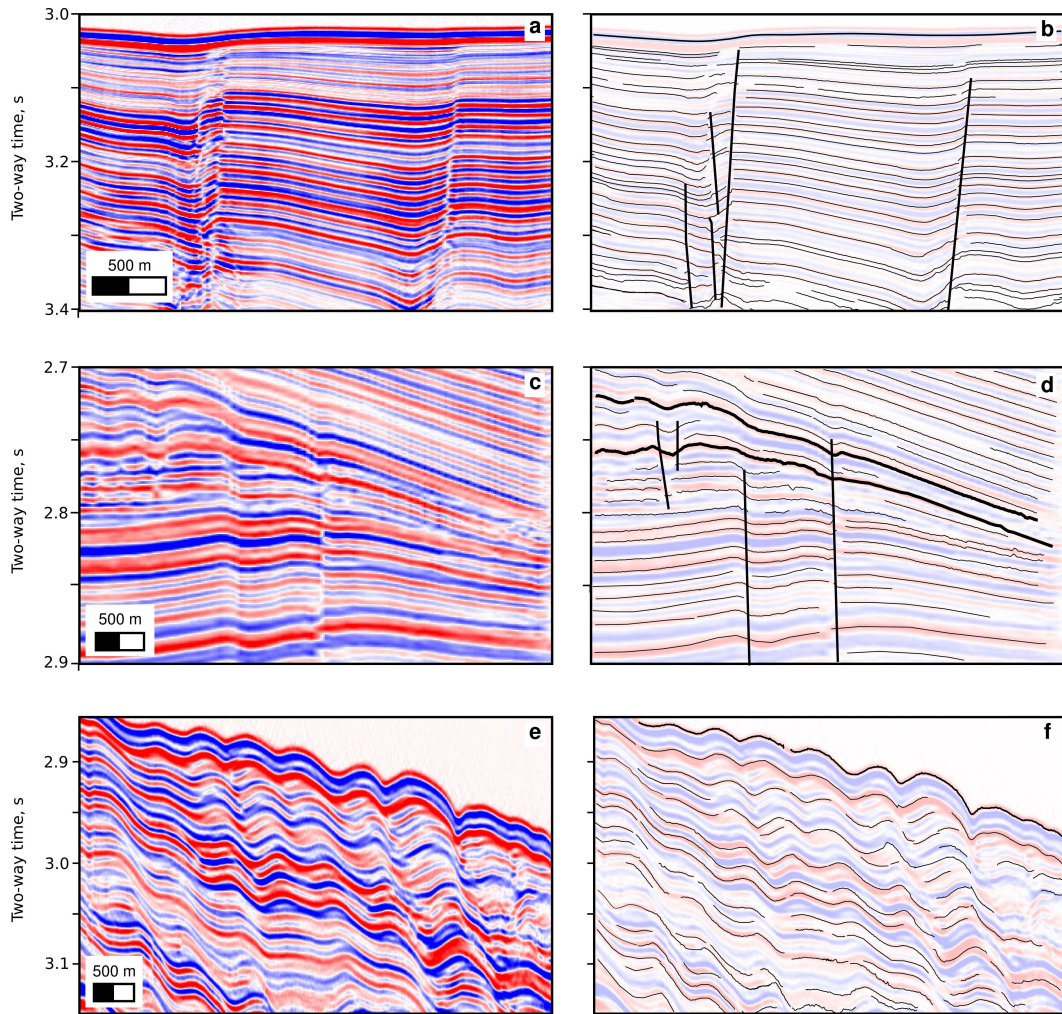 3.0
a
b
Two-way time, s
3.2
500 m
3.4
2.7
c
d
Two-way time, s
2.8
500 m
2.9
e
f
2.9
Two-way time, s
3.0
3.1
500 m